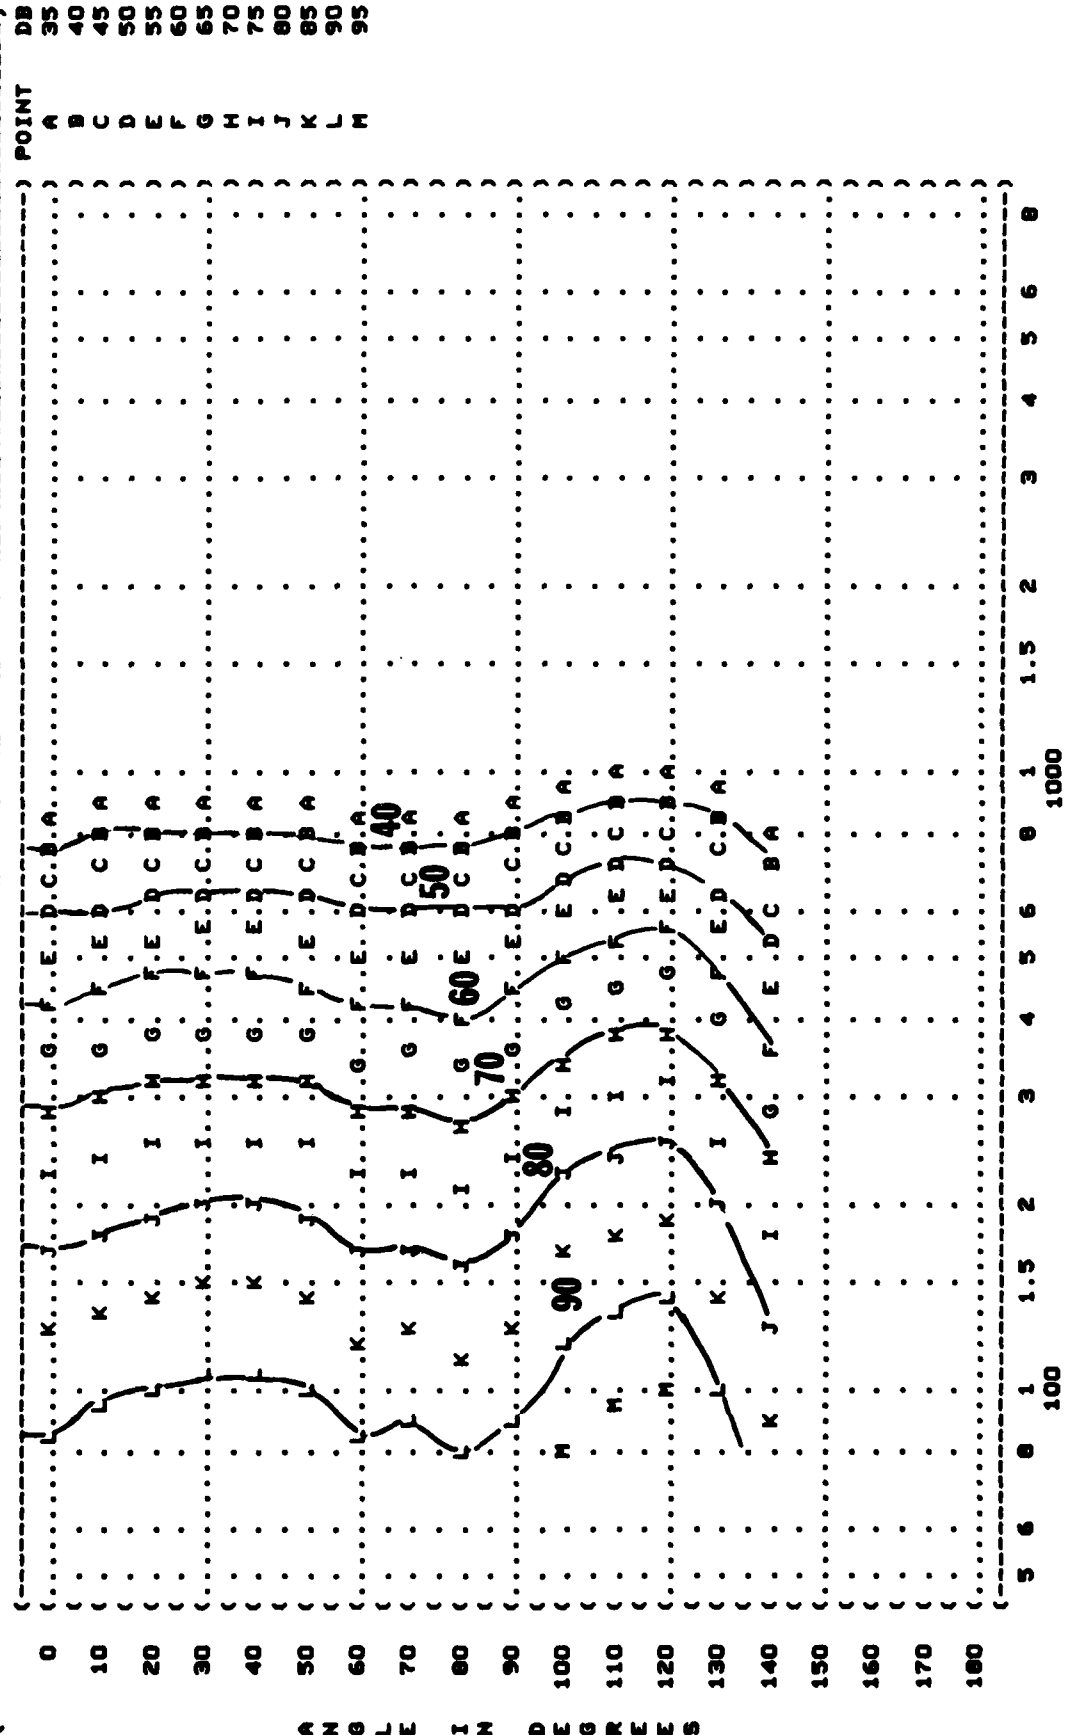 POINT DB
0 L K J I H G F E D C B A A 35
B 40
10 L K J I H G F E D C B A C 45
D 50
20 L K J I H G F E D C B A E 55
F 60
30 L K J I H G F E D C B A G 65
H 70
40 L K J I H G F E D C B A I 75
J 80
A 50 L K J I H G F E D C B A K 85
N L 90
G 60 L K J I H G F E D C B A M 95
L 40
E 70 L K J I H G F E D C B A
50
I 80 L K J I H G F E D C B A
60
N 70
90 L K J I H G F E D C B A
D 80
E 100 M L K J I H G F E D C B A
90
G
R 110 M L K J I H G F E D C B A
E
E 120 M L K J I H G F E D C B A
S
130 L K J I H G F E D C B A
140 K J I H G F E D C B A
150
160
170
180
5 6 8 1 1.5 2 3 4 5 6 8 1 1.5 2 3 4 5 6 8
100 1000